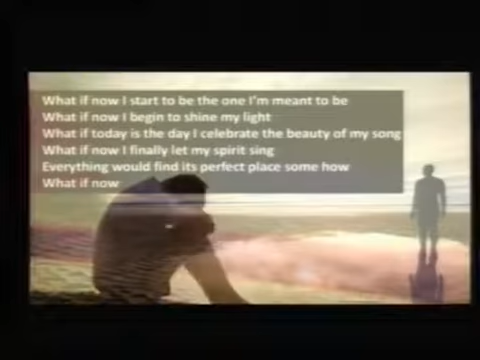 What if now I start to be the one I'm meant to be
What if now I begin to shine my light
What if today is the day I celebrate the beauty of my song
What if now I finally let my spirit sing
Everything would find its perfect place some how
What if now